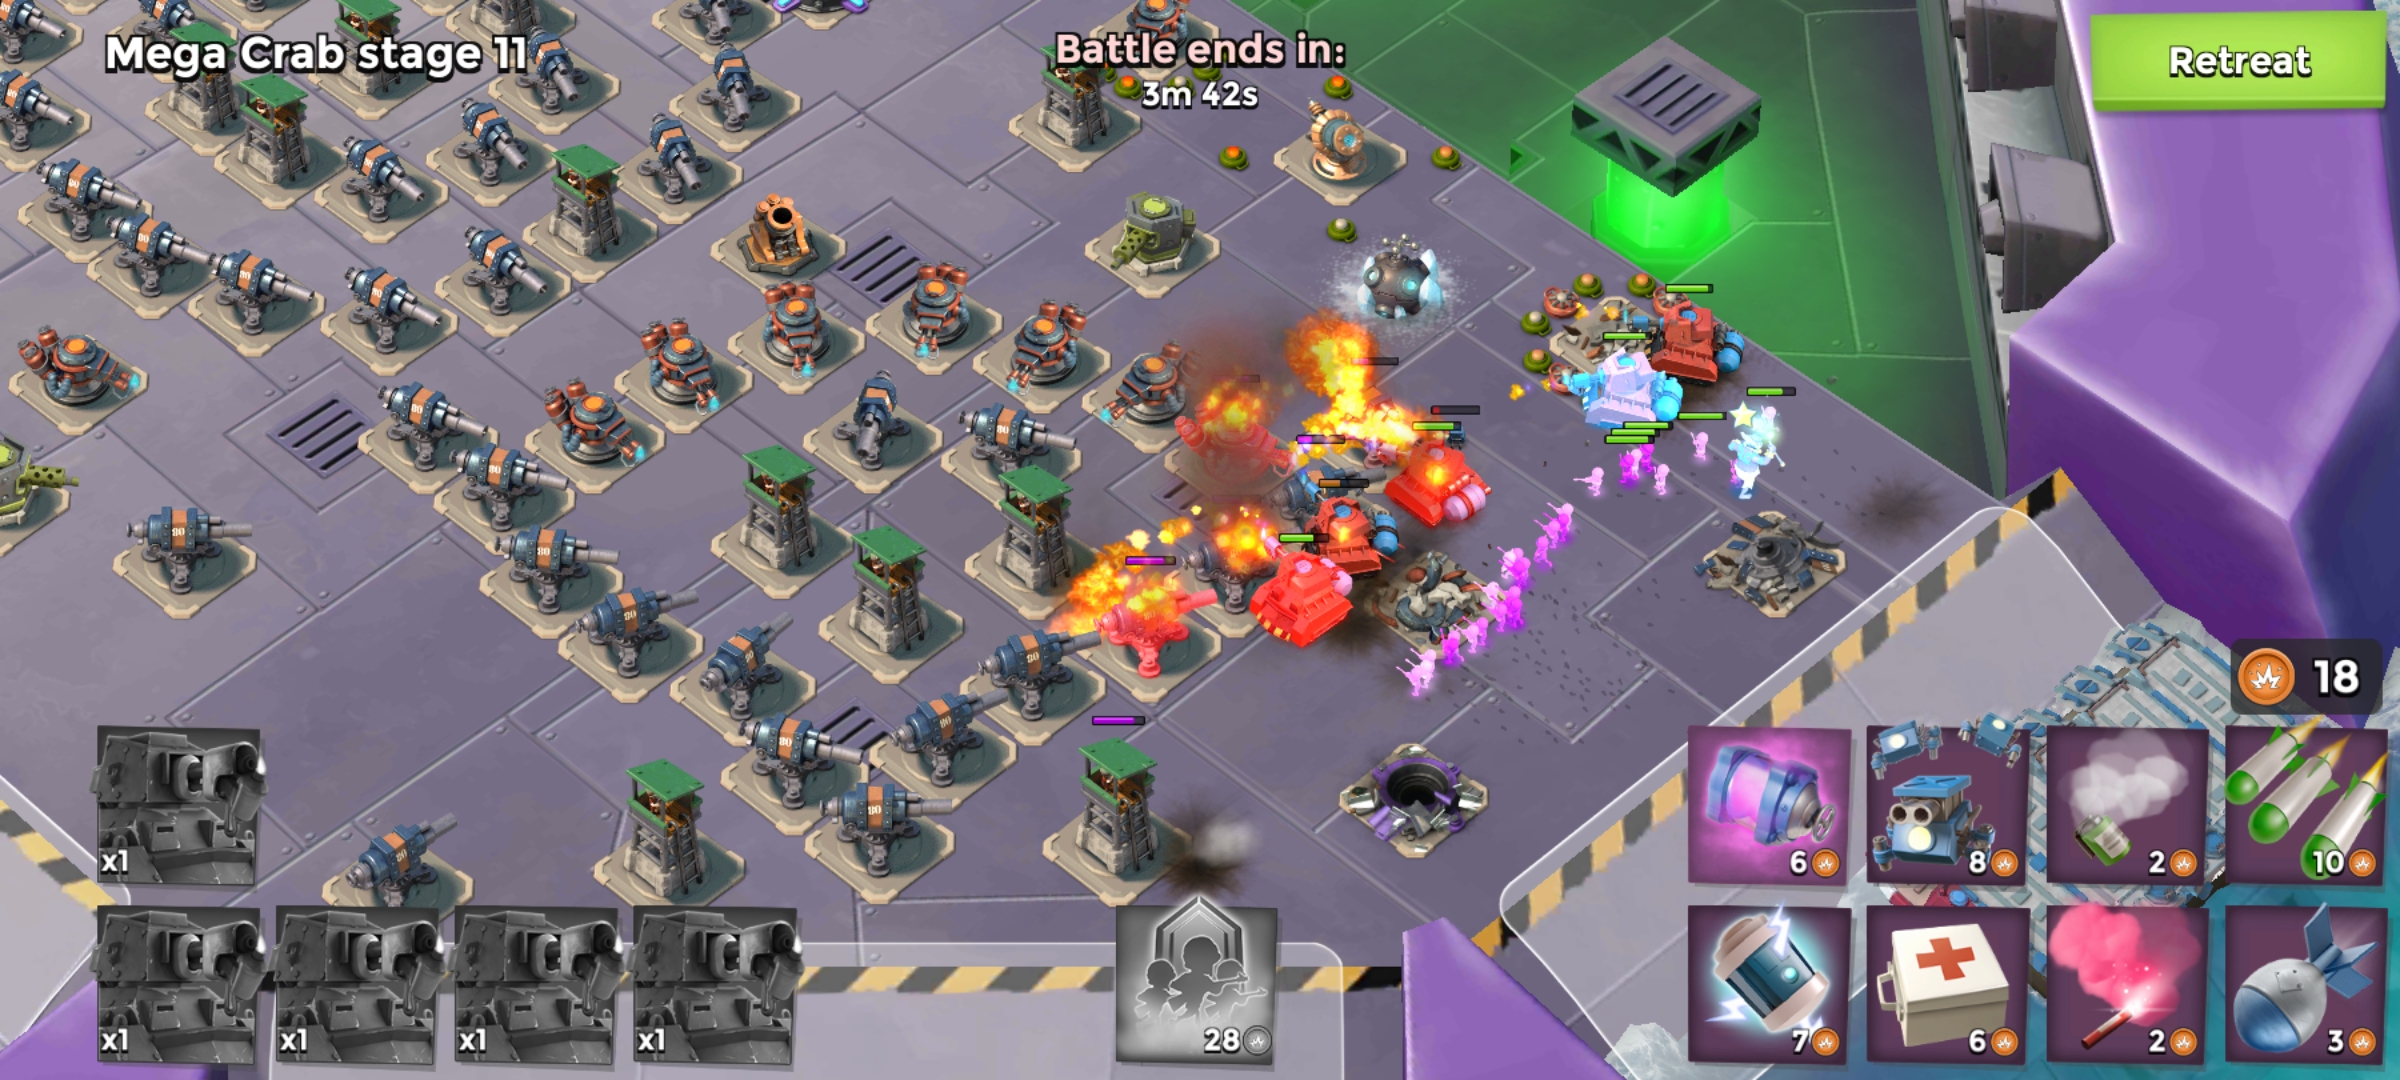 Mega Crab stage 11
Battle ends in:
3m 42s
Retreat
18
x1
6
8
2
10
x1
x1
x1
x1
28
7
6
2
3